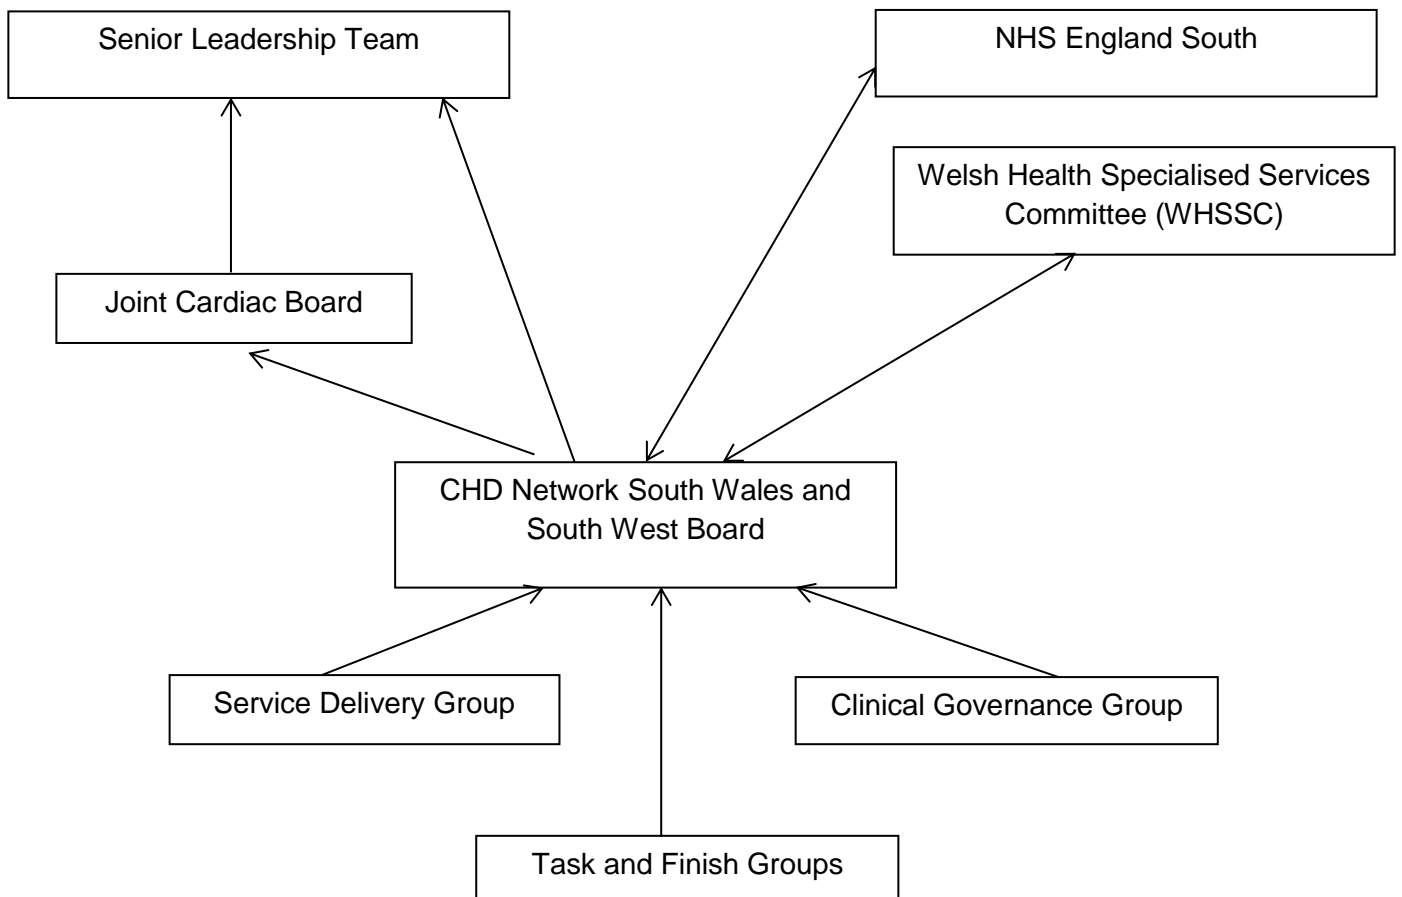 Senior Leadership Team
NHS England South
Welsh Health Specialised Services
Committee (WHSSC)
Joint Cardiac Board
CHD Network South Wales and
South West Board
Service Delivery Group
Clinical Governance Group
Task and Finish Groups